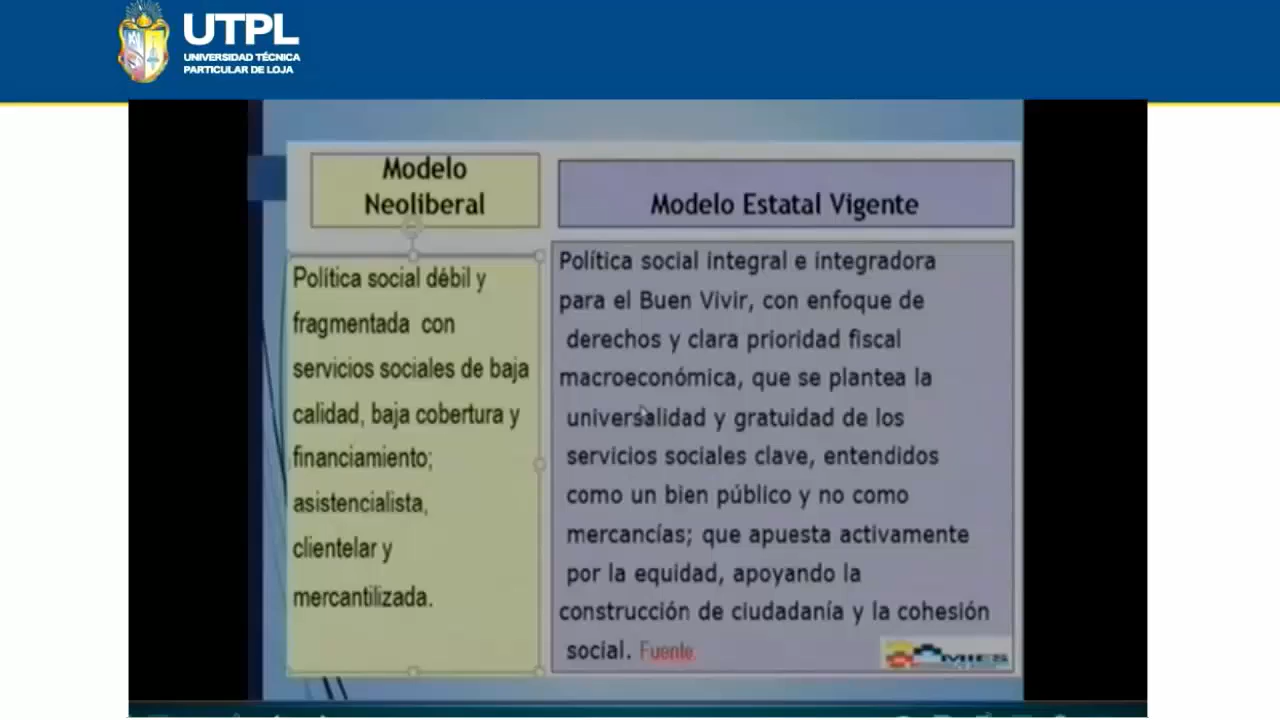 UTPL
UNIVERSIDAD TÉCNICA
PARTICULAR DE LOJA
Modelo
Neoliberal
Política social débil y
fragmentada con
servicios sociales de baja
calidad, baja cobertura y
financiamiento;
asistencialista,
clientelar y
mercantilizada.
Modelo Estatal Vigente
Política social integral e integradora
para el Buen Vivir, con enfoque de
derechos y clara prioridad fiscal
macroeconómica, que se plantea la
universalidad y gratuidad de los
servicios sociales clave, entendidos
como un bien público y no como
mercancías; que apuesta activamente
por la equidad, apoyando la
construcción de ciudadanía y la cohesión
social. Fuente:
MIES